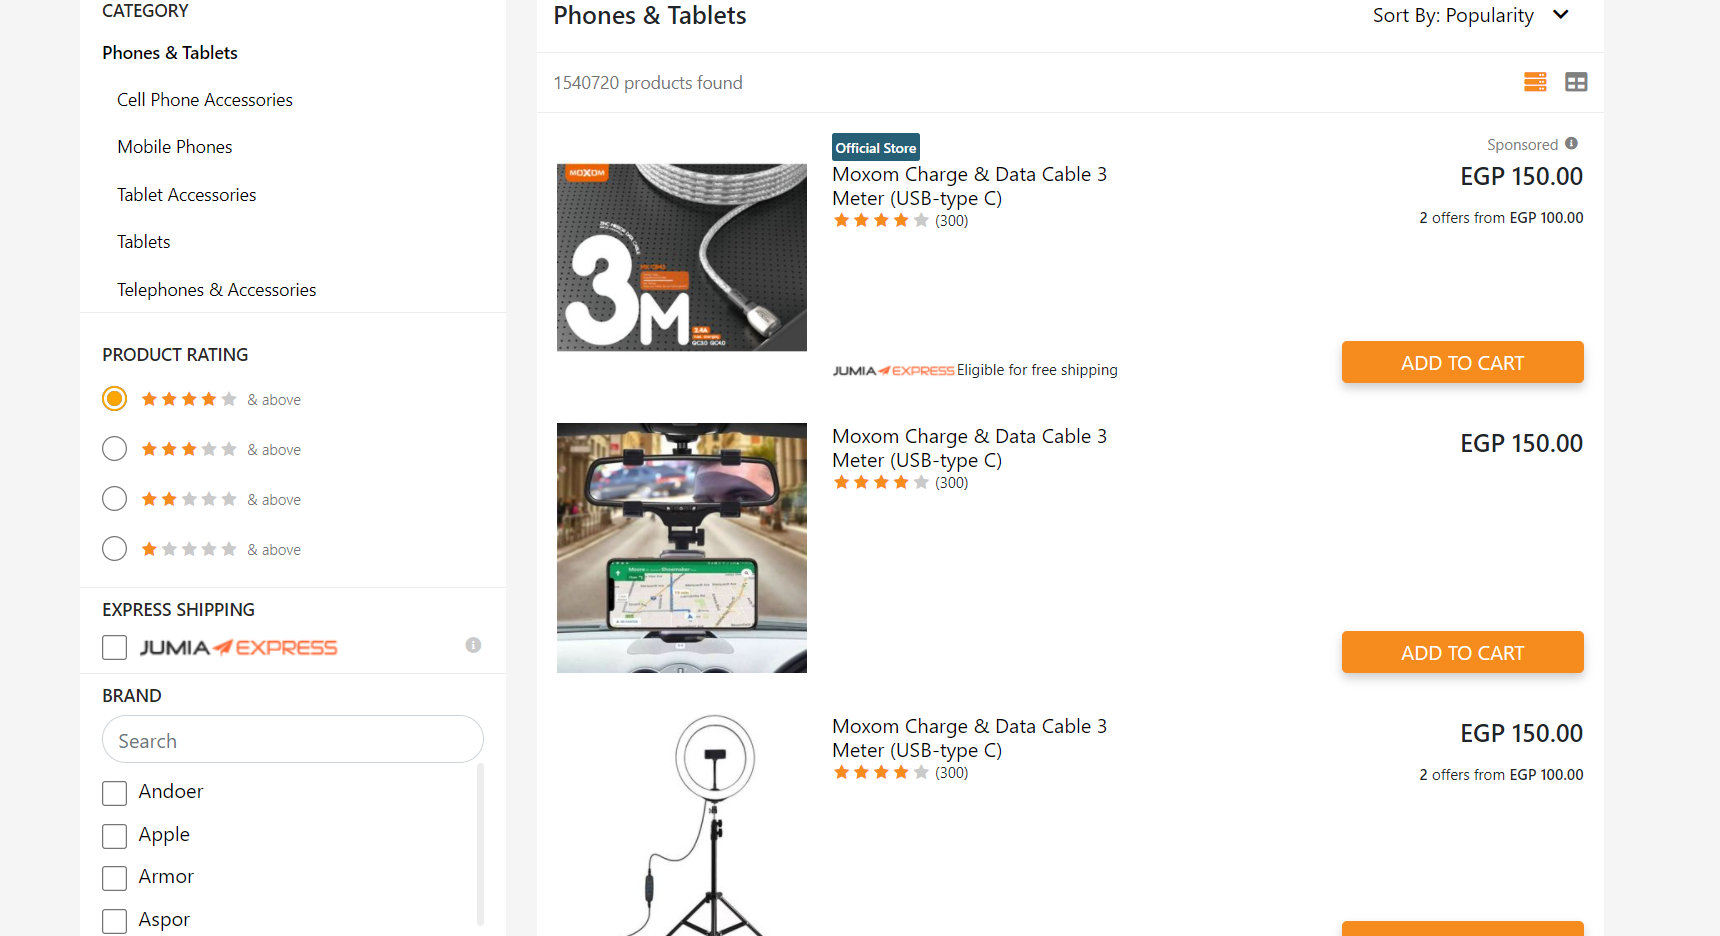 CATEGORY
Phones & Tablets
Cell Phone Accessories
Mobile Phones
Tablet Accessories
Tablets
Telephones & Accessories
PRODUCT RATING
& above
& above
& above
& above
EXPRESS SHIPPING
JUMIA EXPRESS
BRAND
Search
Andoer
Apple
Armor
Aspor
Phones & Tablets
Sort By: Popularity
1540720 products found
MOXOM
3M
Official Store
Moxom Charge & Data Cable 3
Meter (USB-type C)
(300)
JUMIA EXPRESS Eligible for free shipping
Sponsored
EGP 150.00
2 offers from EGP 100.00
ADD TO CART
Moxom Charge & Data Cable 3
Meter (USB-type C)
(300)
EGP 150.00
ADD TO CART
Moxom Charge & Data Cable 3
Meter (USB-type C)
(300)
EGP 150.00
2 offers from EGP 100.00